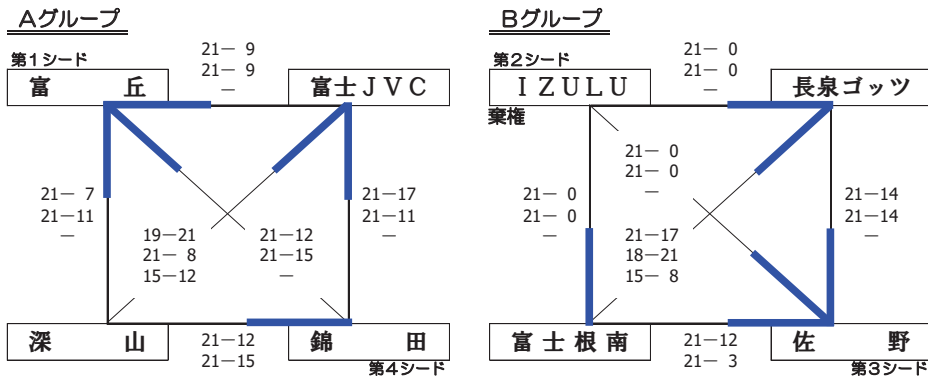 Aグループ
第1シード
21− 9
21− 9
−
富 丘
富士JVC
21− 7
21−11
−
21−17
21−11
−
19−21
21− 8
15−12
21−12
21−15
−
深 山
21−12
21−15
錦 田
第4シード
Bグループ
第2シード
21− 0
21− 0
−
IZULU
長泉ゴッツ
棄権
21− 0
21− 0
−
21− 0
21− 0
−
21−14
21−14
−
21−17
18−21
15− 8
富士根南
21−12
21− 3
佐 野
第3シード